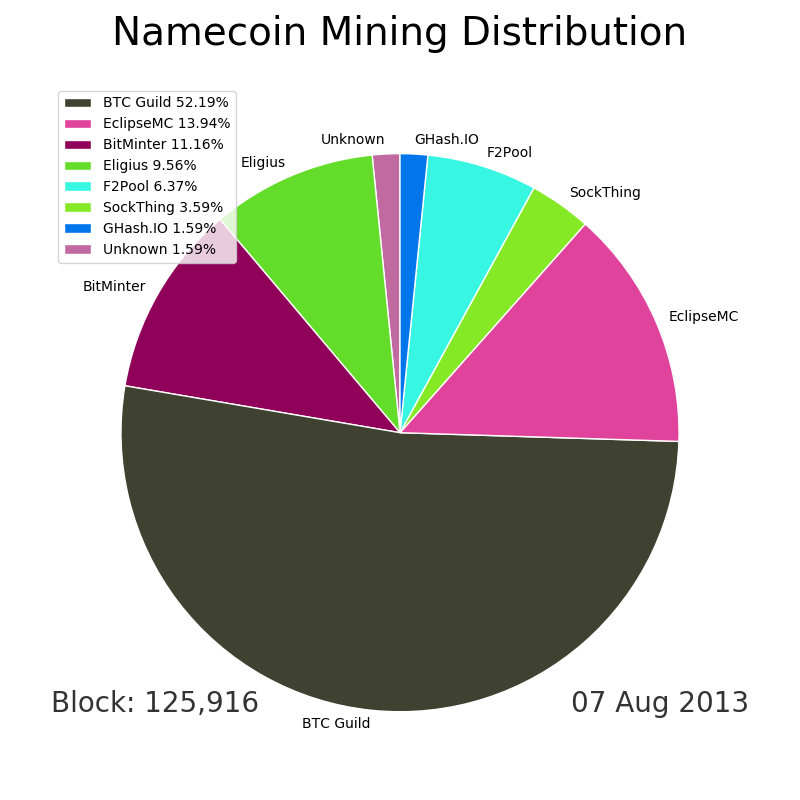 Namecoin Mining Distribution
BTC Guild 52.19%
EclipseMC 13.94%
BitMinter 11.16%
Eligius 9.56%
F2Pool 6.37%
SockThing 3.59%
GHash.IO 1.59%
Unknown 1.59%
Unknown
GHash.IO
F2Pool
Eligius
SockThing
BitMinter
EclipseMC
BTC Guild
Block: 125,916
07 Aug 2013